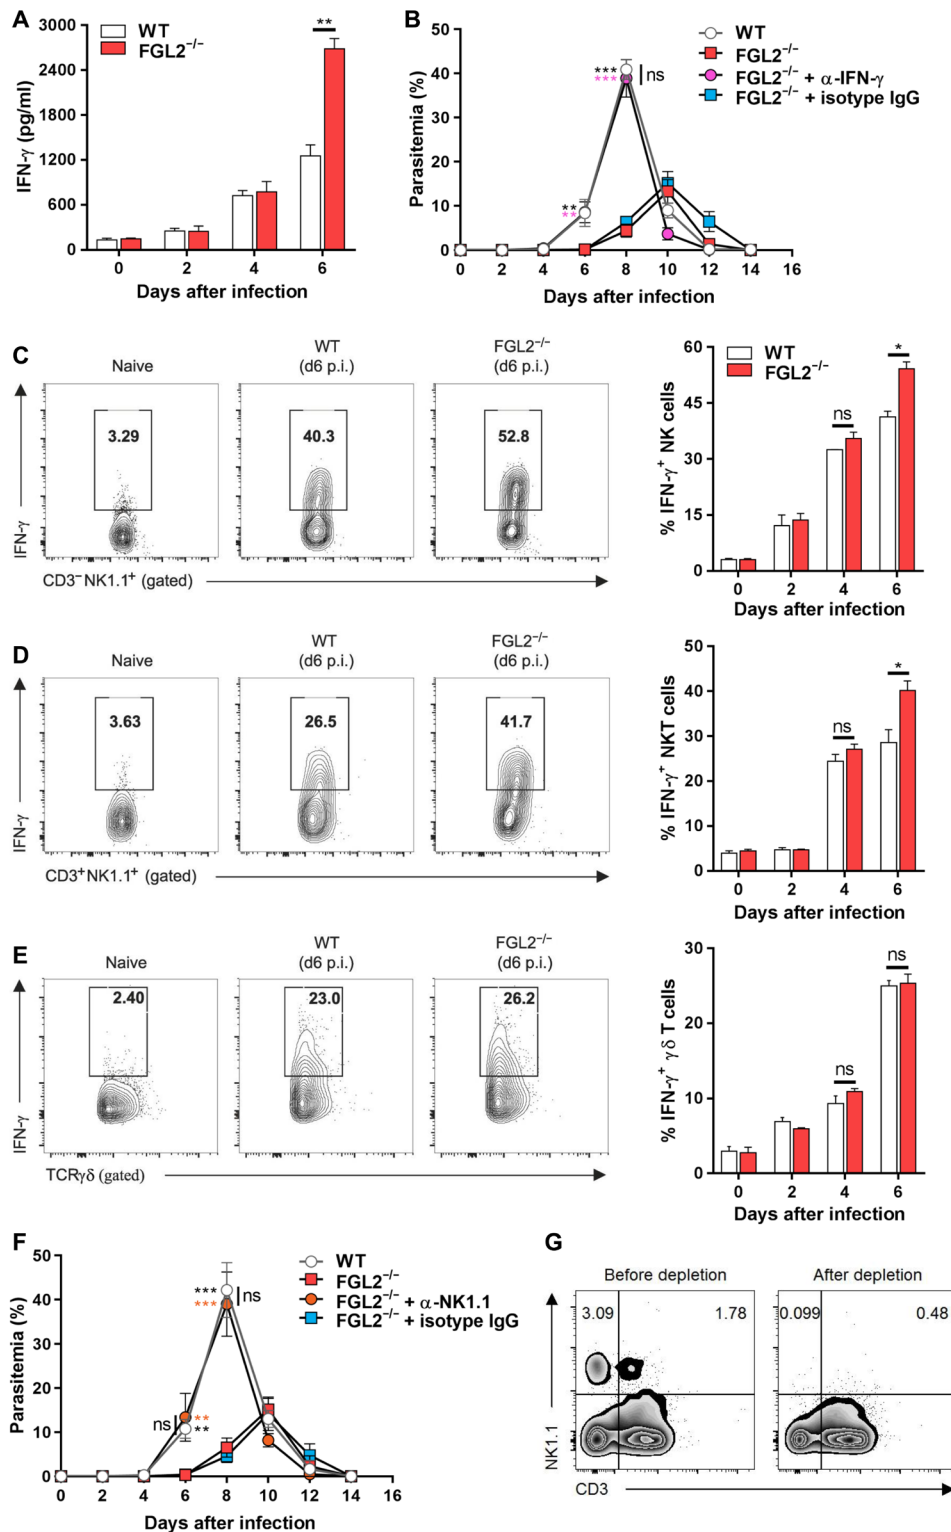 A
IFN-γ (pg/ml)
3000
2400
1800
1200
600
0
WT
FGL2⁻/⁻
**
0 2 4 6
Days after infection
B
Parasitemia (%)
50
40
30
20
10
0
***
***
ns
**
**
WT
FGL2⁻/⁻
FGL2⁻/⁻ + α-IFN-γ
FGL2⁻/⁻ + isotype IgG
0 2 4 6 8 10 12 14 16
Days after infection
C
Naive
WT
(d6 p.i.)
FGL2⁻/⁻
(d6 p.i.)
3.29
40.3
52.8
IFN-γ
CD3⁻NK1.1⁺ (gated)
% IFN-γ⁺ NK cells
60
45
30
15
0
WT
FGL2⁻/⁻
ns
*
0 2 4 6
Days after infection
D
Naive
WT
(d6 p.i.)
FGL2⁻/⁻
(d6 p.i.)
3.63
26.5
41.7
IFN-γ
CD3⁺NK1.1⁺ (gated)
% IFN-γ⁺ NKT cells
50
40
30
20
10
0
ns
*
0 2 4 6
Days after infection
E
Naive
WT
(d6 p.i.)
FGL2⁻/⁻
(d6 p.i.)
2.40
23.0
26.2
IFN-γ
TCRγδ (gated)
% IFN-γ⁺ γδ T cells
30
20
10
0
ns
ns
0 2 4 6
Days after infection
F
Parasitemia (%)
50
40
30
20
10
0
***
***
ns
ns
**
**
WT
FGL2⁻/⁻
FGL2⁻/⁻ + α-NK1.1
FGL2⁻/⁻ + isotype IgG
0 2 4 6 8 10 12 14 16
Days after infection
G
Before depletion
After depletion
3.09 1.78
0.099 0.48
NK1.1
CD3